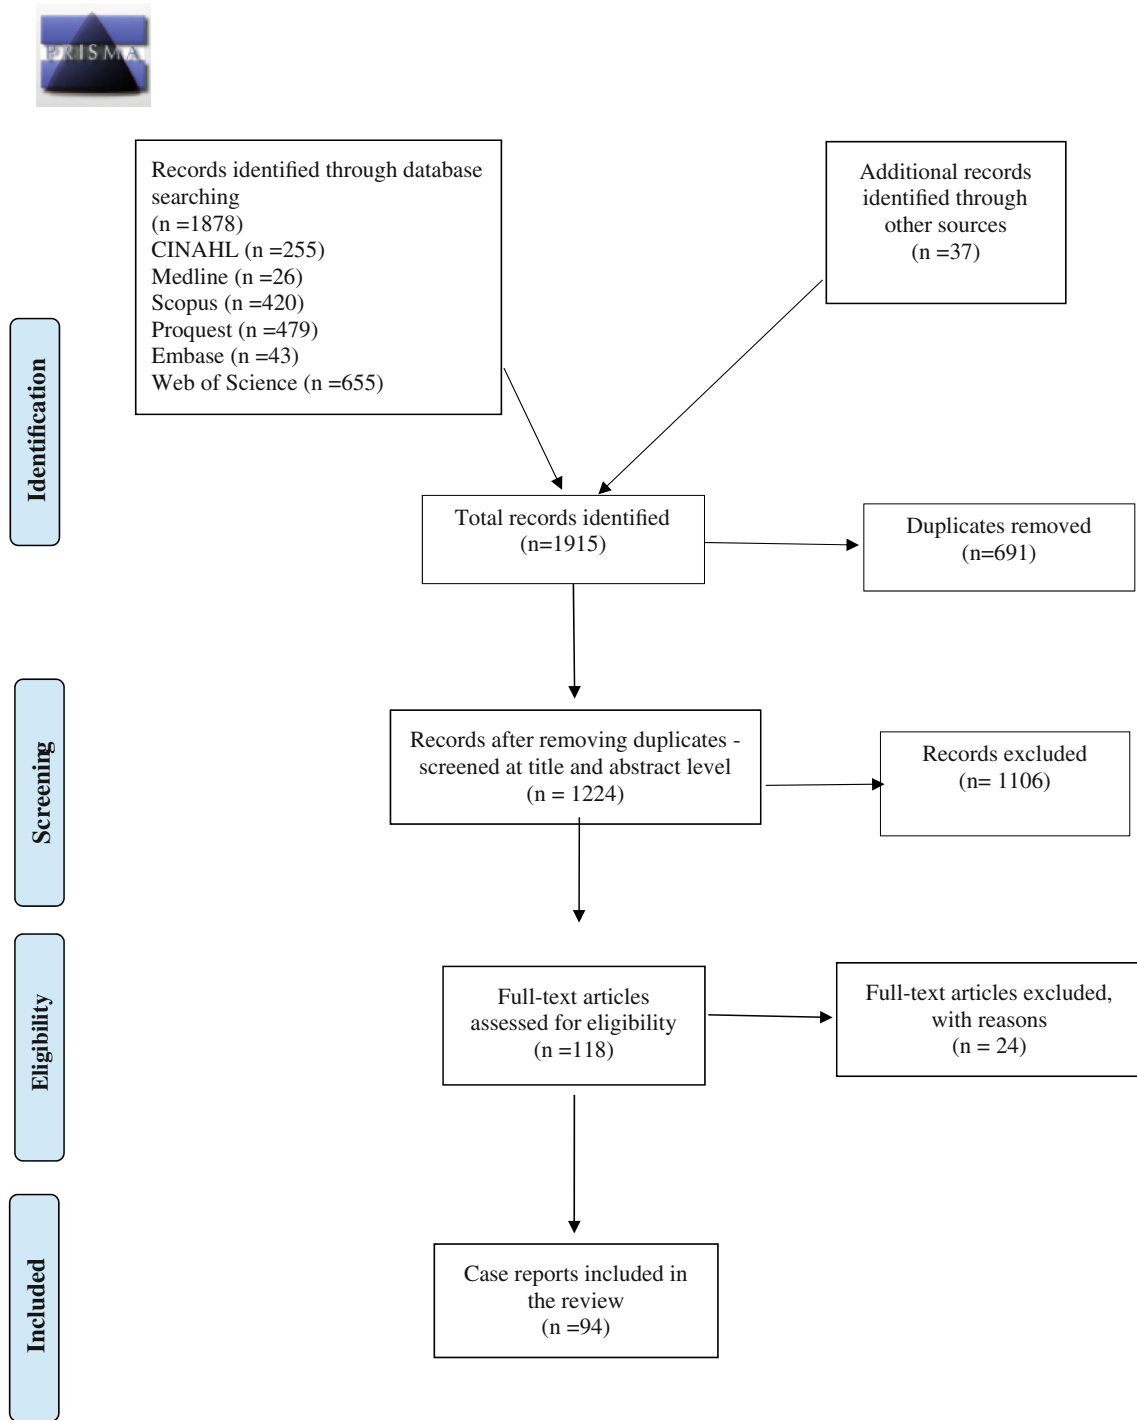 PRISMA
Records identified through database
searching
(n =1878)
CINAHL (n =255)
Medline (n =26)
Scopus (n =420)
Proquest (n =479)
Embase (n =43)
Web of Science (n =655)
Additional records
identified through
other sources
(n =37)
Identification
Total records identified
(n=1915)
Duplicates removed
(n=691)
Screening
Records after removing duplicates -
screened at title and abstract level
(n = 1224)
Records excluded
(n= 1106)
Eligibility
Full-text articles
assessed for eligibility
(n =118)
Full-text articles excluded,
with reasons
(n = 24)
Included
Case reports included in
the review
(n =94)